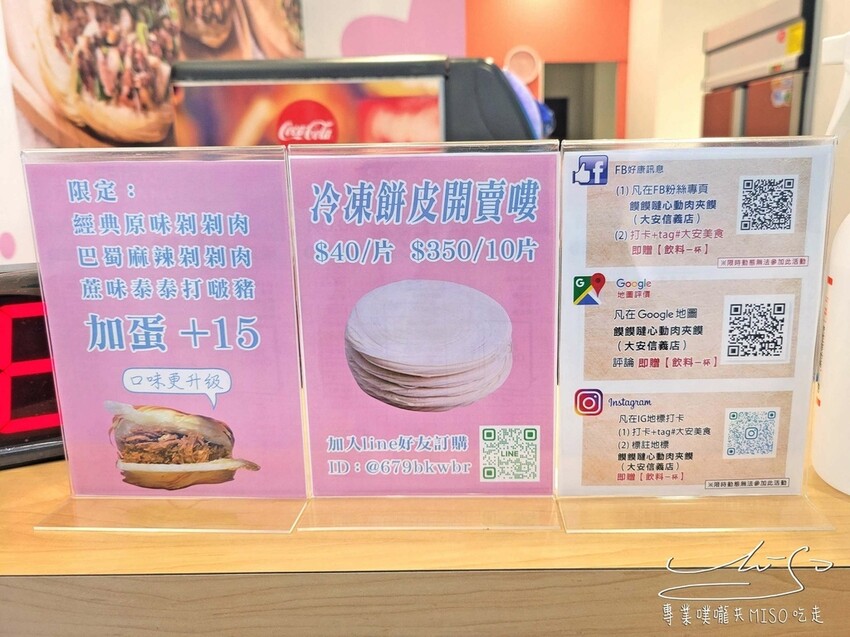 Coca-Cola
限定：
經典原味剁剁肉
巴蜀麻辣剁剁肉
蔗味泰泰打啵豬
加蛋 +15
口味更升級
冷凍餅皮開賣嘍
$40/片 $350/10片
加入line好友訂購
ID：@679bkwbr
LINE
FB好康訊息
(1) 凡在FB粉絲專頁
饃饃噠心動肉夾饃
（大安信義店）
(2) 打卡+tag#大安美食
即贈【飲料一杯】
※限時動態無法參加此活動
Google
地圖評價
凡在 Google 地圖
饃饃噠心動肉夾饃
（大安信義店）
評論 即贈【飲料一杯】
Instagram
凡在IG地標打卡
(1) 打卡+tag#大安美食
(2) 標註地標
饃饃噠心動肉夾饃
（大安信義店）
即贈【飲料一杯】
※限時動態無法參加此活動
MiSo
專業噗嚨共MISO吃走